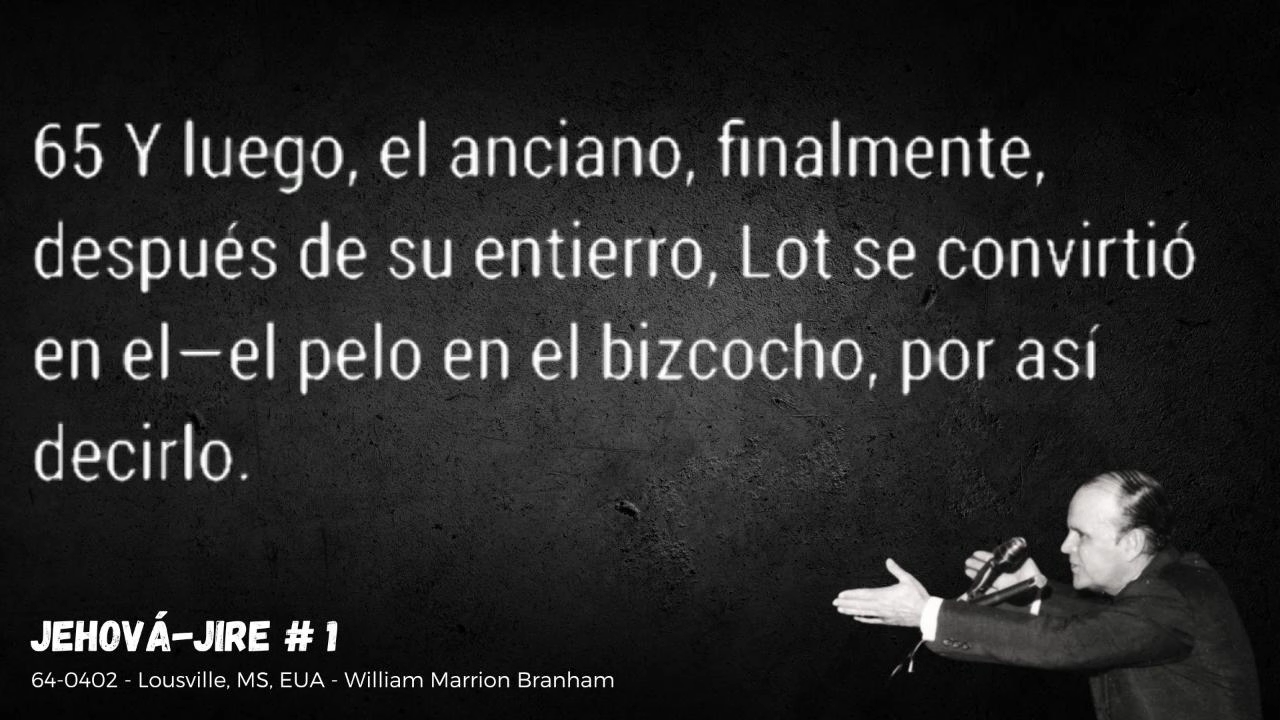 65 Y luego, el anciano, finalmente,
después de su entierro, Lot se convirtió
en el—el pelo en el bizcocho, por así
decirlo.
JEHOVÁ-JIRE # 1
64-0402 - Lousville, MS, EUA - William Marrion Branham